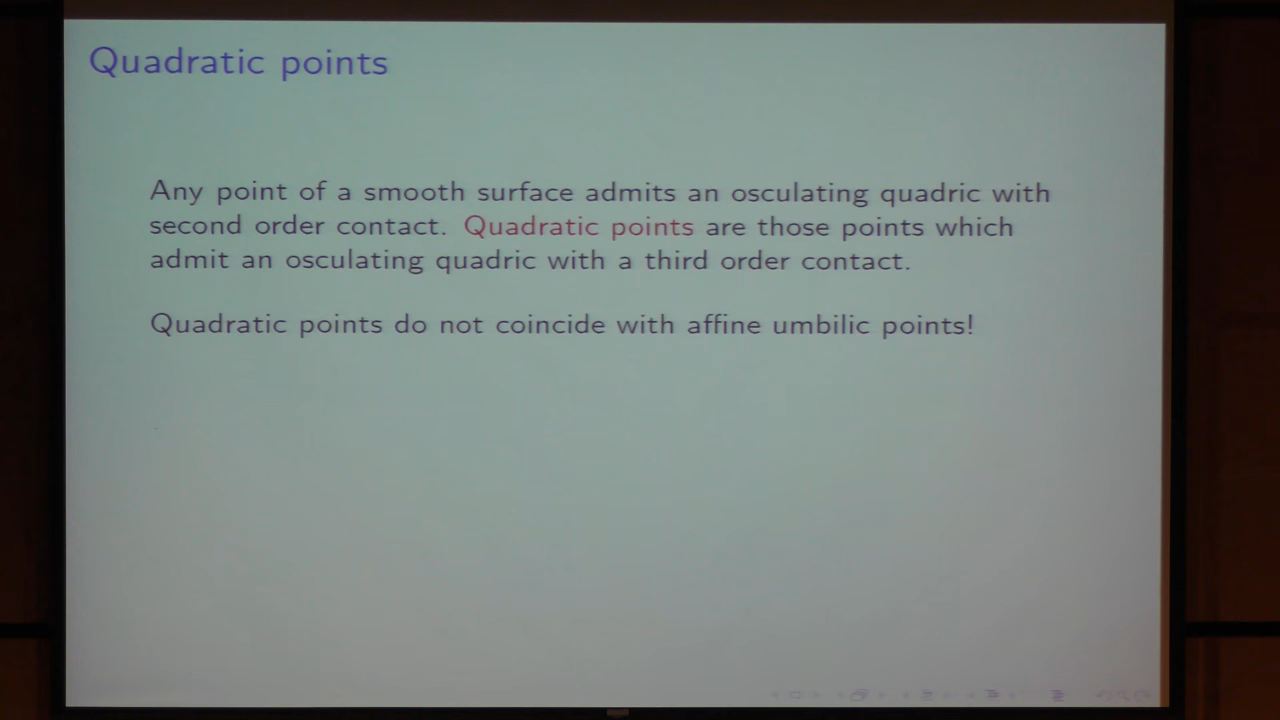 Quadratic points
Any point of a smooth surface admits an osculating quadric with
second order contact. Quadratic points are those points which
admit an osculating quadric with a third order contact.
Quadratic points do not coincide with affine umbilic points!